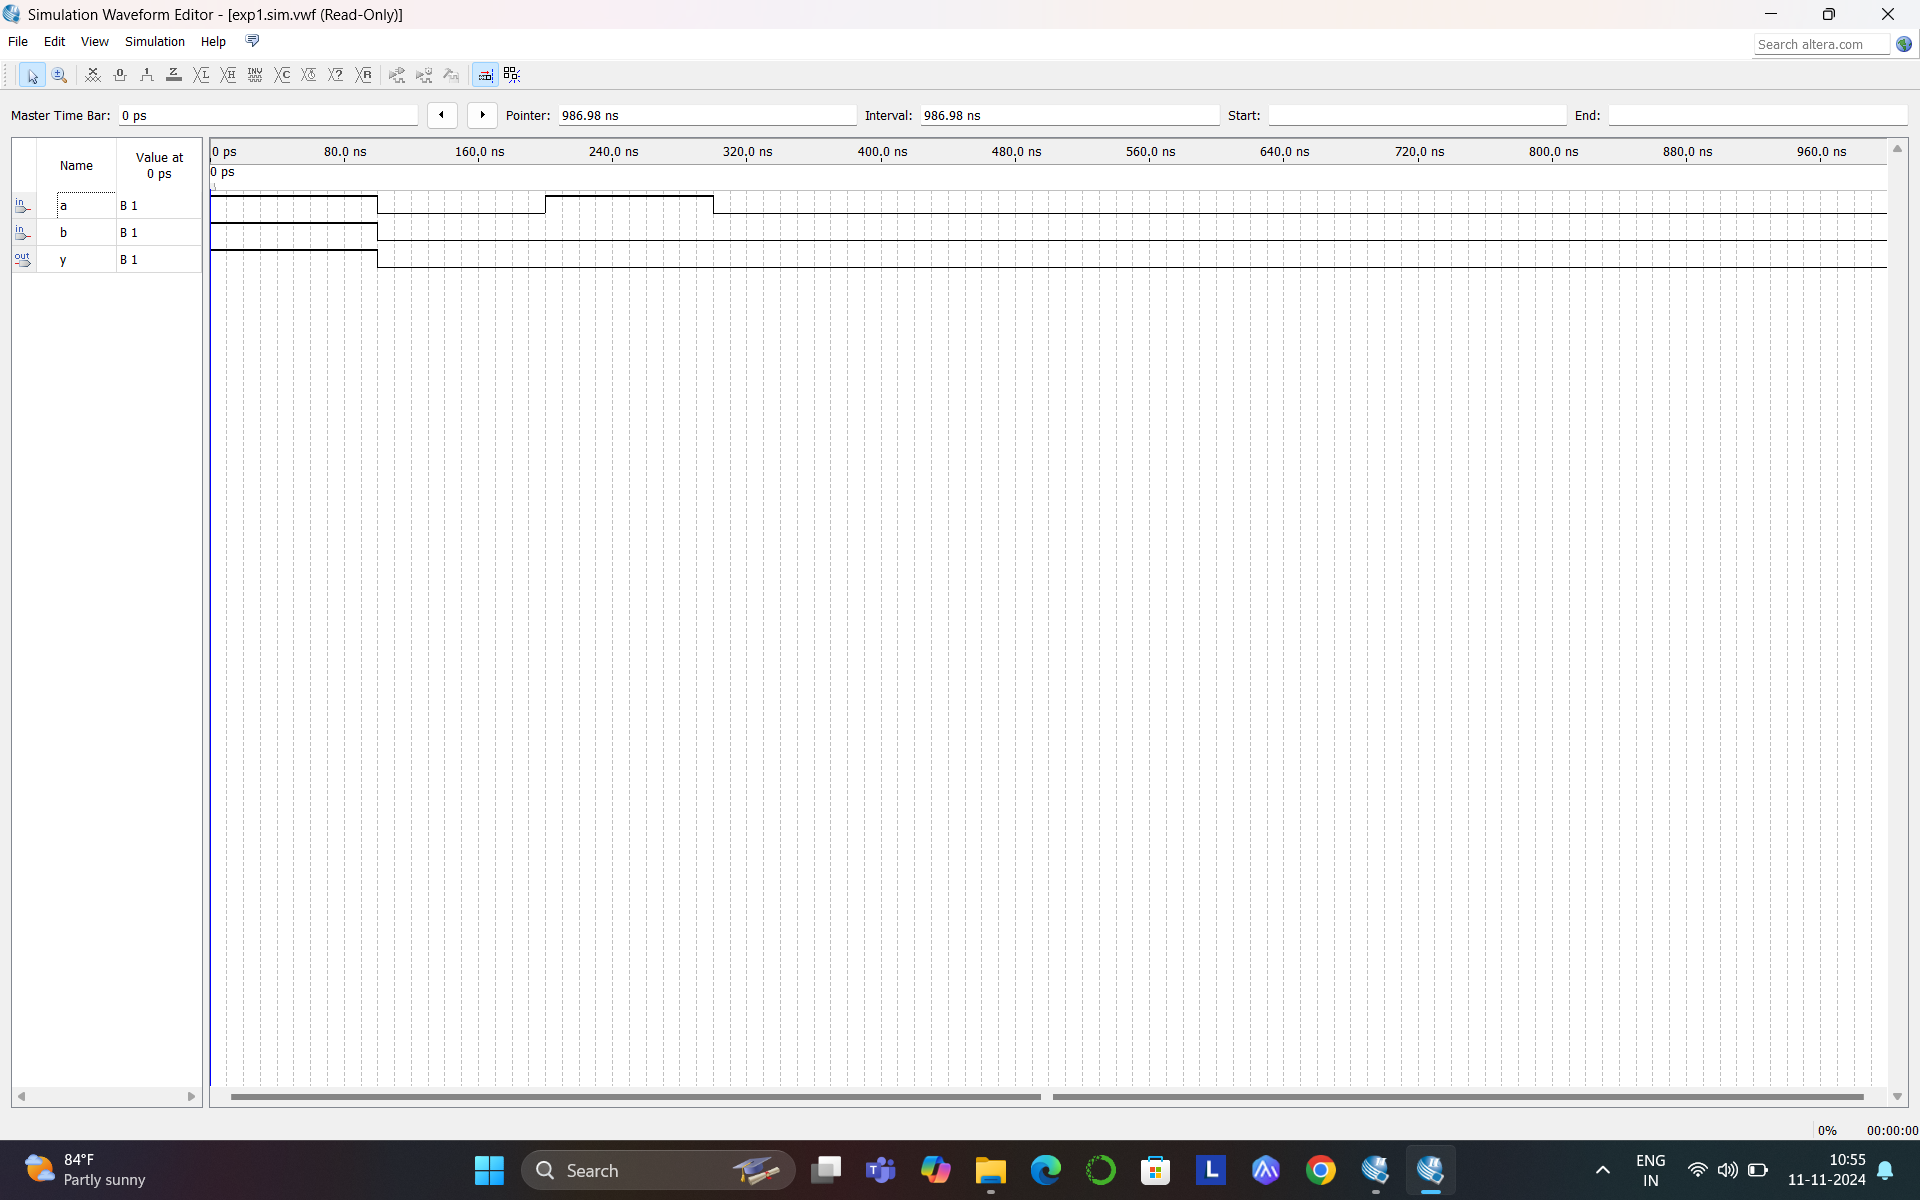 Simulation Waveform Editor - [exp1.sim.vwf (Read-Only)]
File Edit View Simulation Help
Search altera.com
Master Time Bar: 0 ps Pointer: 986.98 ns Interval: 986.98 ns Start: End:
Name Value at 0 ps
0 ps 80.0 ns 160.0 ns 240.0 ns 320.0 ns 400.0 ns 480.0 ns 560.0 ns 640.0 ns 720.0 ns 800.0 ns 880.0 ns 960.0 ns
0 ps
in a B 1
in b B 1
out y B 1
0% 00:00:00
84°F
Partly sunny
Search
ENG
IN
10:55
11-11-2024